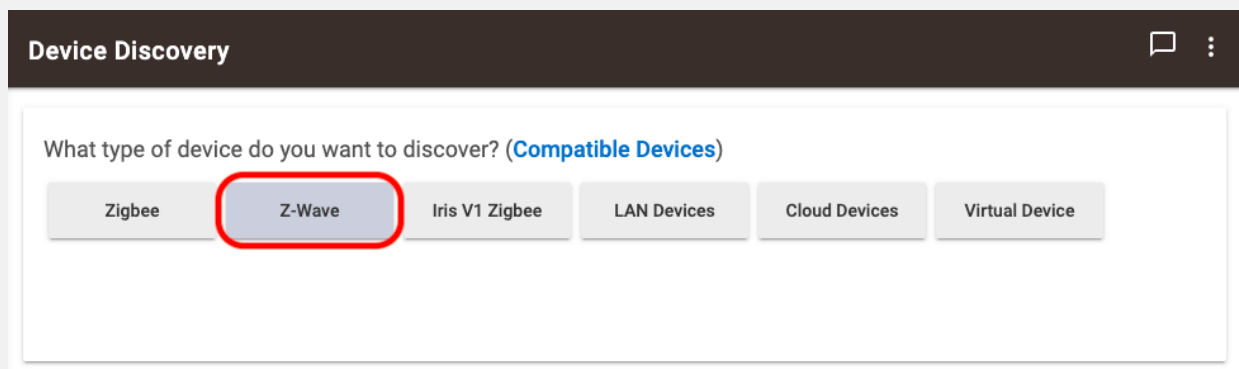 Device Discovery
What type of device do you want to discover? (Compatible Devices)
Zigbee Z-Wave Iris V1 Zigbee LAN Devices Cloud Devices Virtual Device